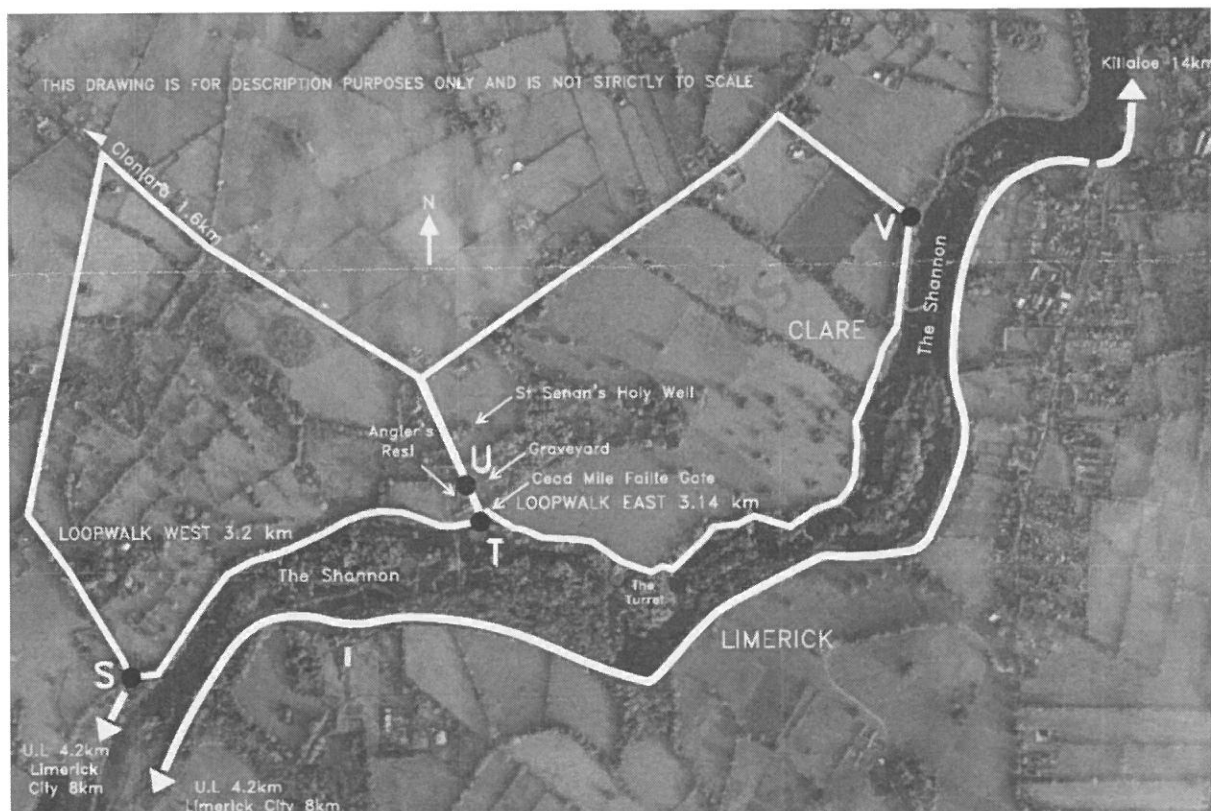 THIS DRAWING IS FOR DESCRIPTION PURPOSES ONLY AND IS NOT STRICTLY TO SCALE
Killaloe 14km
Clonlara 1.6km
N
V
The Shannon
CLARE
St Senan's Holy Well
Angler's
Rest
U
Graveyard
Cead Mile Failte Gate
LOOPWALK EAST 3.14 km
LOOPWALK WEST 3.2 km
T
The Shannon
The
Turret
LIMERICK
S
U.L 4.2km
Limerick
City 8km
U.L 4.2km
Limerick City 8km